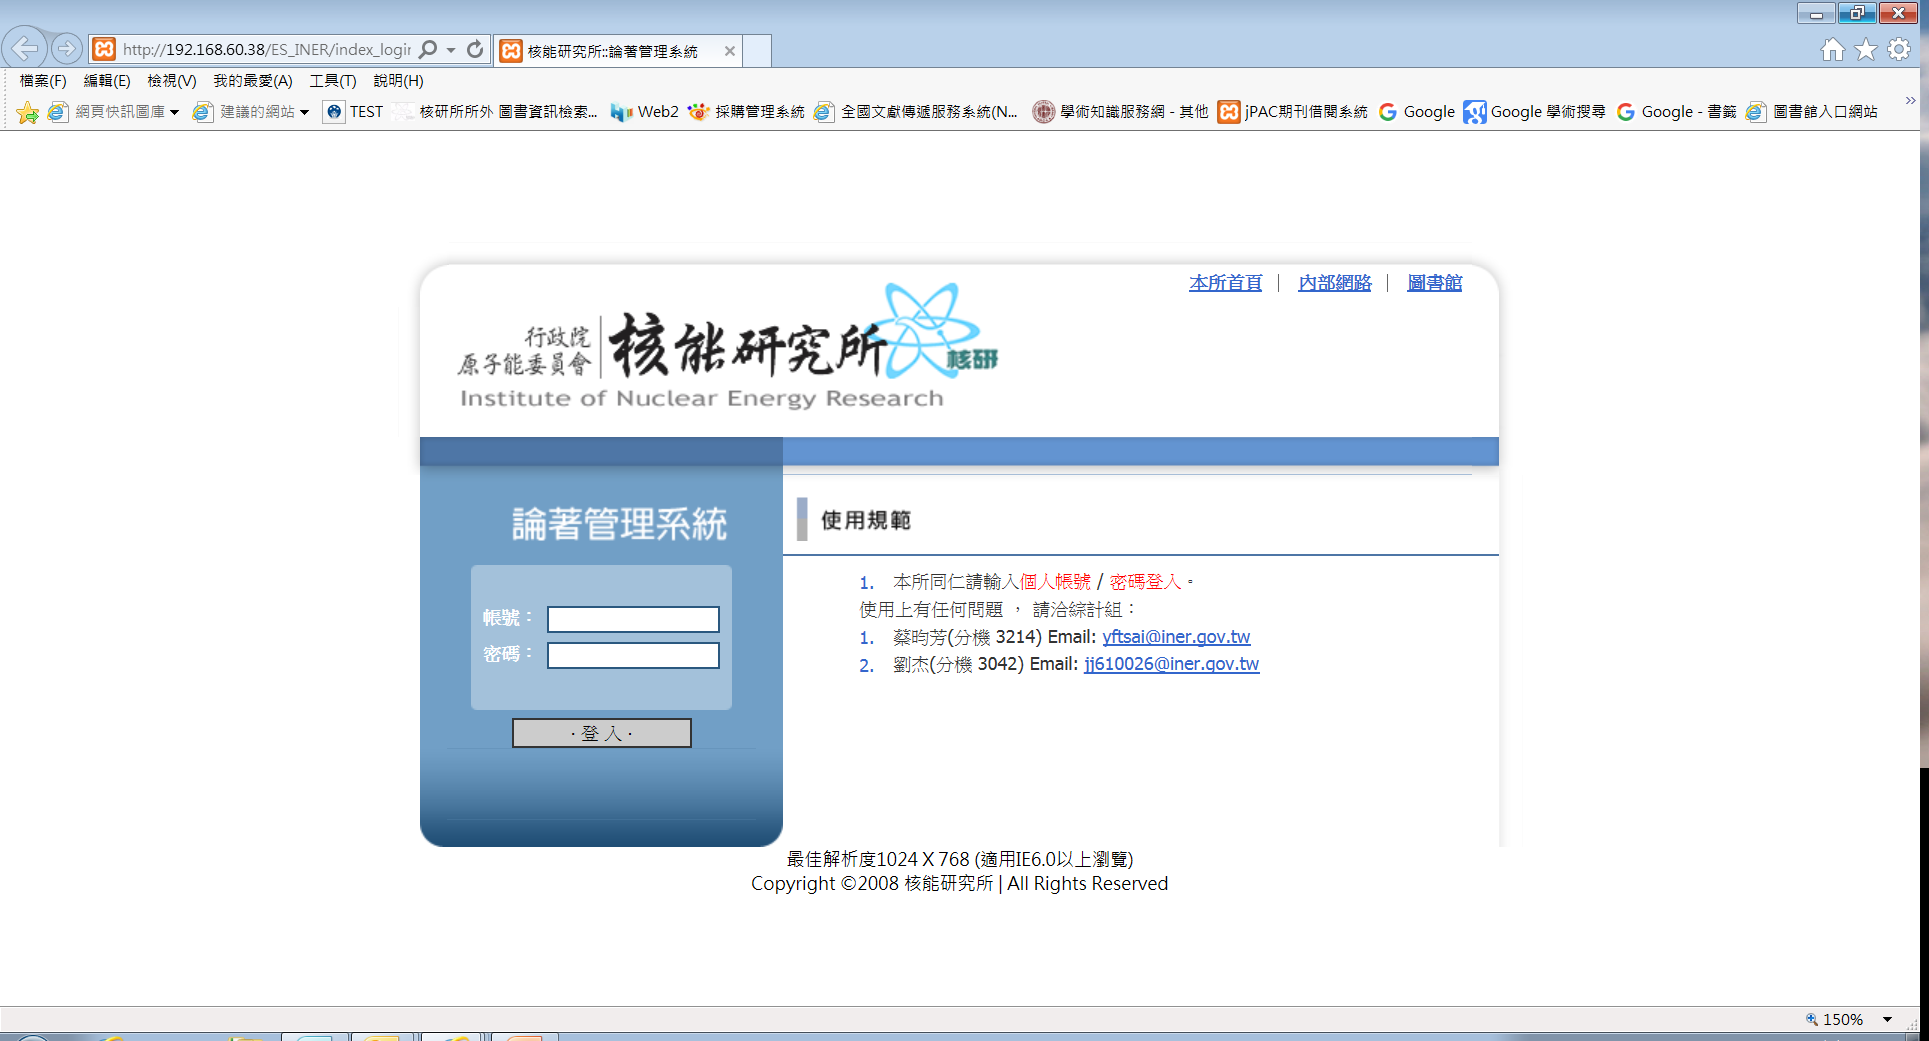 http://192.168.60.38/ES_INER/index_login
核能研究所::論著管理系統
檔案(F) 編輯(E) 檢視(V) 我的最愛(A) 工具(T) 說明(H)
網頁快訊圖庫 建議的網站 TEST 核研所所外 圖書資訊檢索... Web2 採購管理系統 全國文獻傳遞服務系統(N... 學術知識服務網 - 其他 jPAC期刊借閱系統 Google Google 學術搜尋 Google - 書籤 圖書館入口網站
本所首頁 | 內部網路 | 圖書館
行政院
原子能委員會
核能研究所
核研
Institute of Nuclear Energy Research
論著管理系統
帳號：
密碼：
· 登 入 ·
使用規範
1. 本所同仁請輸入個人帳號 / 密碼登入。
使用上有任何問題 ， 請洽綜計組：
1. 蔡昀芳(分機 3214) Email: yftsai@iner.gov.tw
2. 劉杰(分機 3042) Email: jj610026@iner.gov.tw
最佳解析度1024 X 768 (適用IE6.0以上瀏覽)
Copyright ©2008 核能研究所 | All Rights Reserved
150%